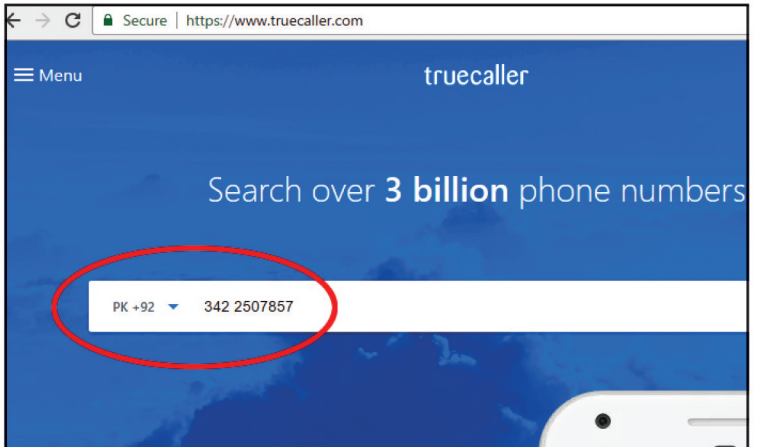 Secure | https://www.truecaller.com
Menu
truecaller
Search over 3 billion phone numbers
PK +92 342 2507857